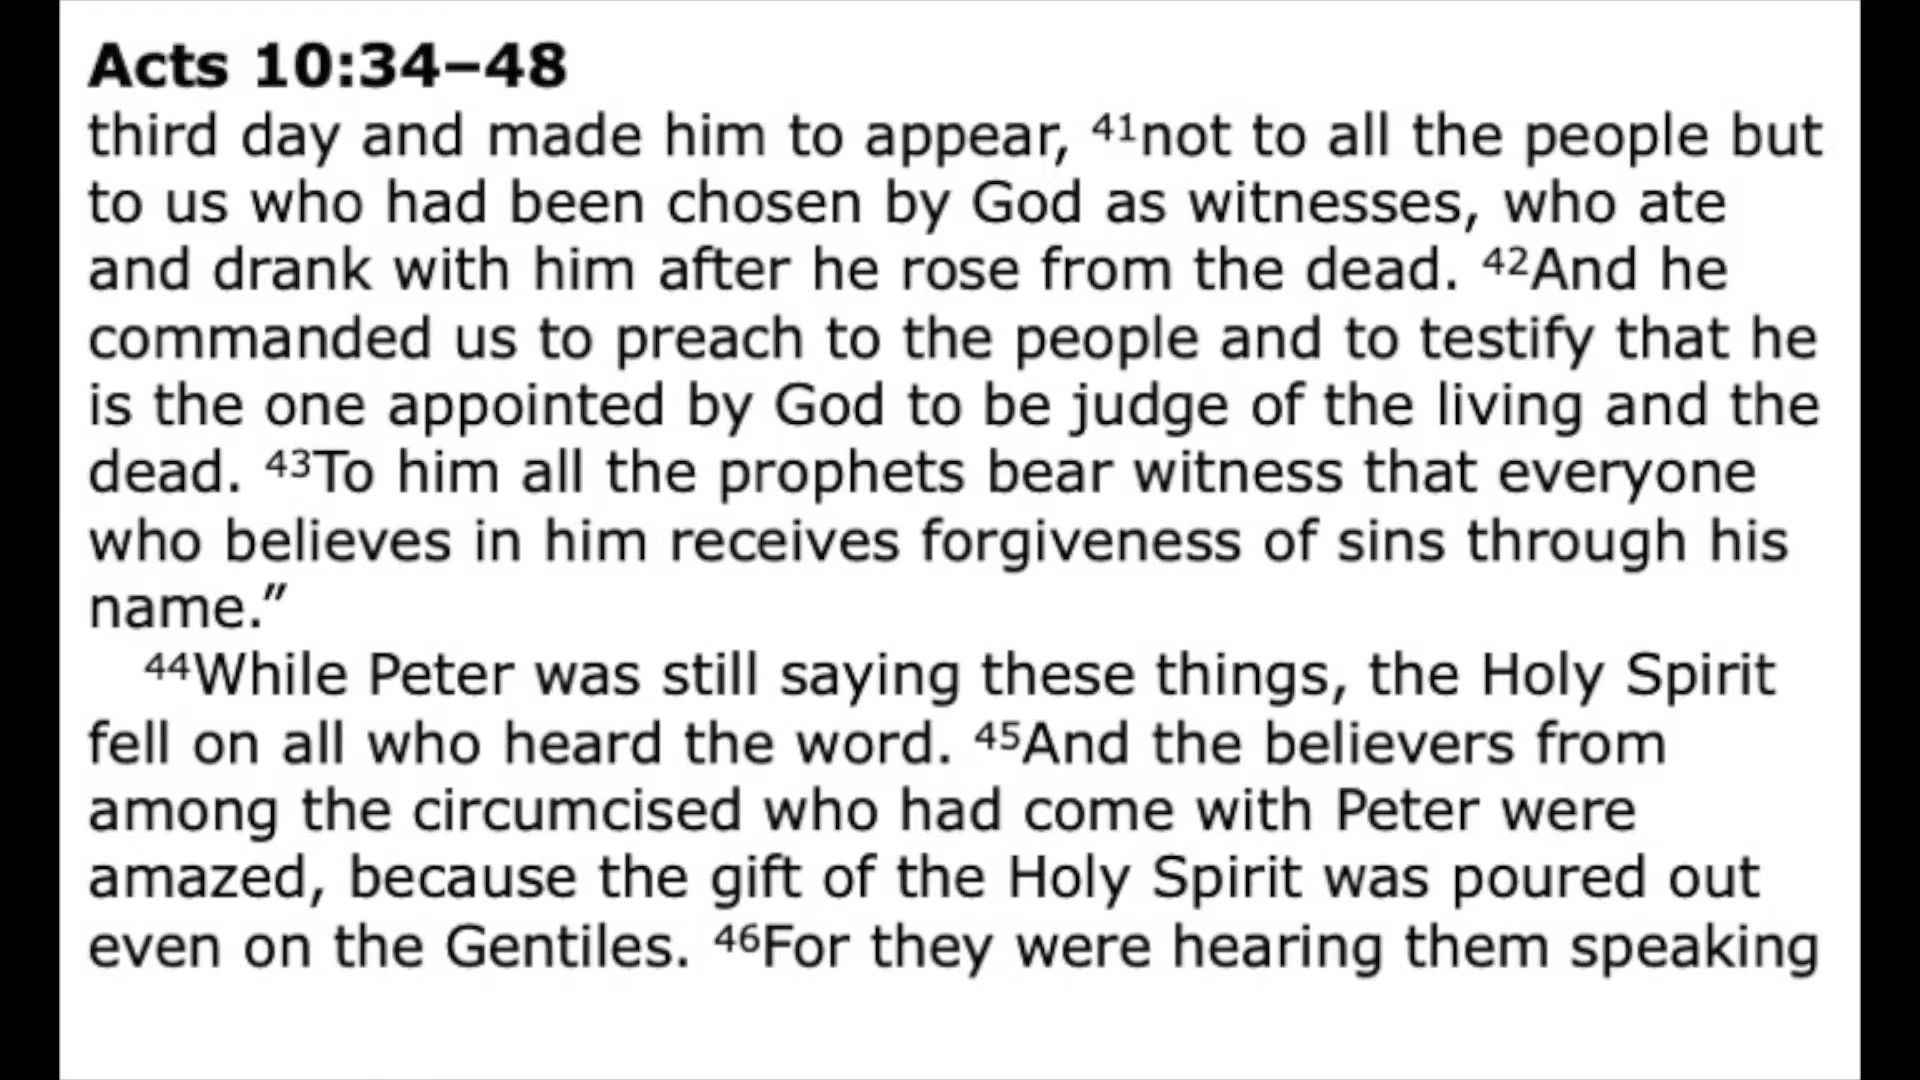 Acts 10:34–48
third day and made him to appear, 41not to all the people but
to us who had been chosen by God as witnesses, who ate
and drank with him after he rose from the dead. 42And he
commanded us to preach to the people and to testify that he
is the one appointed by God to be judge of the living and the
dead. 43To him all the prophets bear witness that everyone
who believes in him receives forgiveness of sins through his
name.”
44While Peter was still saying these things, the Holy Spirit
fell on all who heard the word. 45And the believers from
among the circumcised who had come with Peter were
amazed, because the gift of the Holy Spirit was poured out
even on the Gentiles. 46For they were hearing them speaking